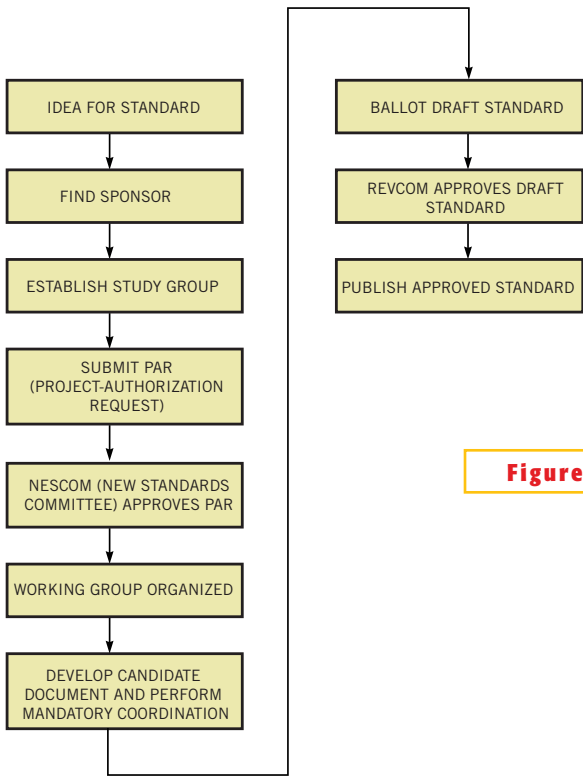 IDEA FOR STANDARD
FIND SPONSOR
ESTABLISH STUDY GROUP
SUBMIT PAR
(PROJECT-AUTHORIZATION
REQUEST)
NESCOM (NEW STANDARDS
COMMITTEE) APPROVES PAR
WORKING GROUP ORGANIZED
DEVELOP CANDIDATE
DOCUMENT AND PERFORM
MANDATORY COORDINATION
BALLOT DRAFT STANDARD
REVCOM APPROVES DRAFT
STANDARD
PUBLISH APPROVED STANDARD
Figure